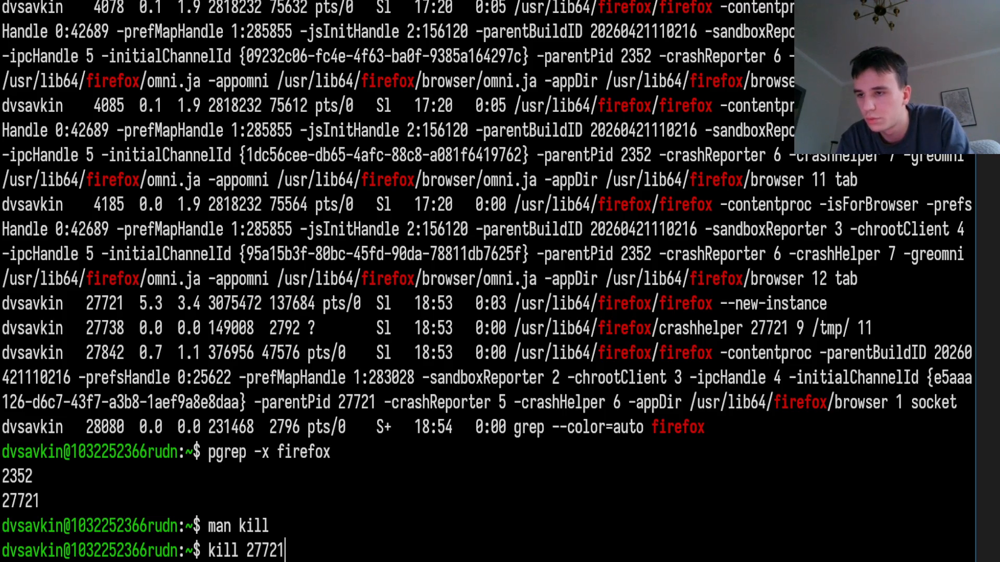 dvsavkin 4078 0.1 1.9 2818232 75632 pts/0 Sl 17:20 0:05 /usr/lib64/firefox/firefox -contentpr
Handle 0:42689 -prefMapHandle 1:285855 -jsInitHandle 2:156120 -parentBuildID 20260421110216 -sandboxRepo
-ipcHandle 5 -initialChannelId {09232c06-fc4e-4f63-ba0f-9385a164297c} -parentPid 2352 -crashReporter 6 -
/usr/lib64/firefox/omni.ja -appomni /usr/lib64/firefox/browser/omni.ja -appDir /usr/lib64/firefox/browse
dvsavkin 4085 0.1 1.9 2818232 75612 pts/0 Sl 17:20 0:05 /usr/lib64/firefox/firefox -contentpr
Handle 0:42689 -prefMapHandle 1:285855 -jsInitHandle 2:156120 -parentBuildID 20260421110216 -sandboxRepo
-ipcHandle 5 -initialChannelId {1dc56cee-db65-4afc-88c8-a081f6419762} -parentPid 2352 -crashReporter 6 -crashHelper 7 -greomni
/usr/lib64/firefox/omni.ja -appomni /usr/lib64/firefox/browser/omni.ja -appDir /usr/lib64/firefox/browser 11 tab
dvsavkin 4185 0.0 1.9 2818232 75564 pts/0 Sl 17:20 0:00 /usr/lib64/firefox/firefox -contentproc -isForBrowser -prefs
Handle 0:42689 -prefMapHandle 1:285855 -jsInitHandle 2:156120 -parentBuildID 20260421110216 -sandboxReporter 3 -chrootClient 4
-ipcHandle 5 -initialChannelId {95a15b3f-80bc-45fd-90da-78811db7625f} -parentPid 2352 -crashReporter 6 -crashHelper 7 -greomni
/usr/lib64/firefox/omni.ja -appomni /usr/lib64/firefox/browser/omni.ja -appDir /usr/lib64/firefox/browser 12 tab
dvsavkin 27721 5.3 3.4 3075472 137684 pts/0 Sl 18:53 0:03 /usr/lib64/firefox/firefox --new-instance
dvsavkin 27738 0.0 0.0 149008 2792 ? Sl 18:53 0:00 /usr/lib64/firefox/crashhelper 27721 9 /tmp/ 11
dvsavkin 27842 0.7 1.1 376956 47576 pts/0 Sl 18:53 0:00 /usr/lib64/firefox/firefox -contentproc -parentBuildID 20260
421110216 -prefsHandle 0:25622 -prefMapHandle 1:283028 -sandboxReporter 2 -chrootClient 3 -ipcHandle 4 -initialChannelId {e5aaa
126-d6c7-43f7-a3b8-1aef9a8e8daa} -parentPid 27721 -crashReporter 5 -crashHelper 6 -appDir /usr/lib64/firefox/browser 1 socket
dvsavkin 28080 0.0 0.0 231468 2796 pts/0 S+ 18:54 0:00 grep --color=auto firefox
dvsavkin@1032252366rudn:~$ pgrep -x firefox
2352
27721
dvsavkin@1032252366rudn:~$ man kill
dvsavkin@1032252366rudn:~$ kill 27721